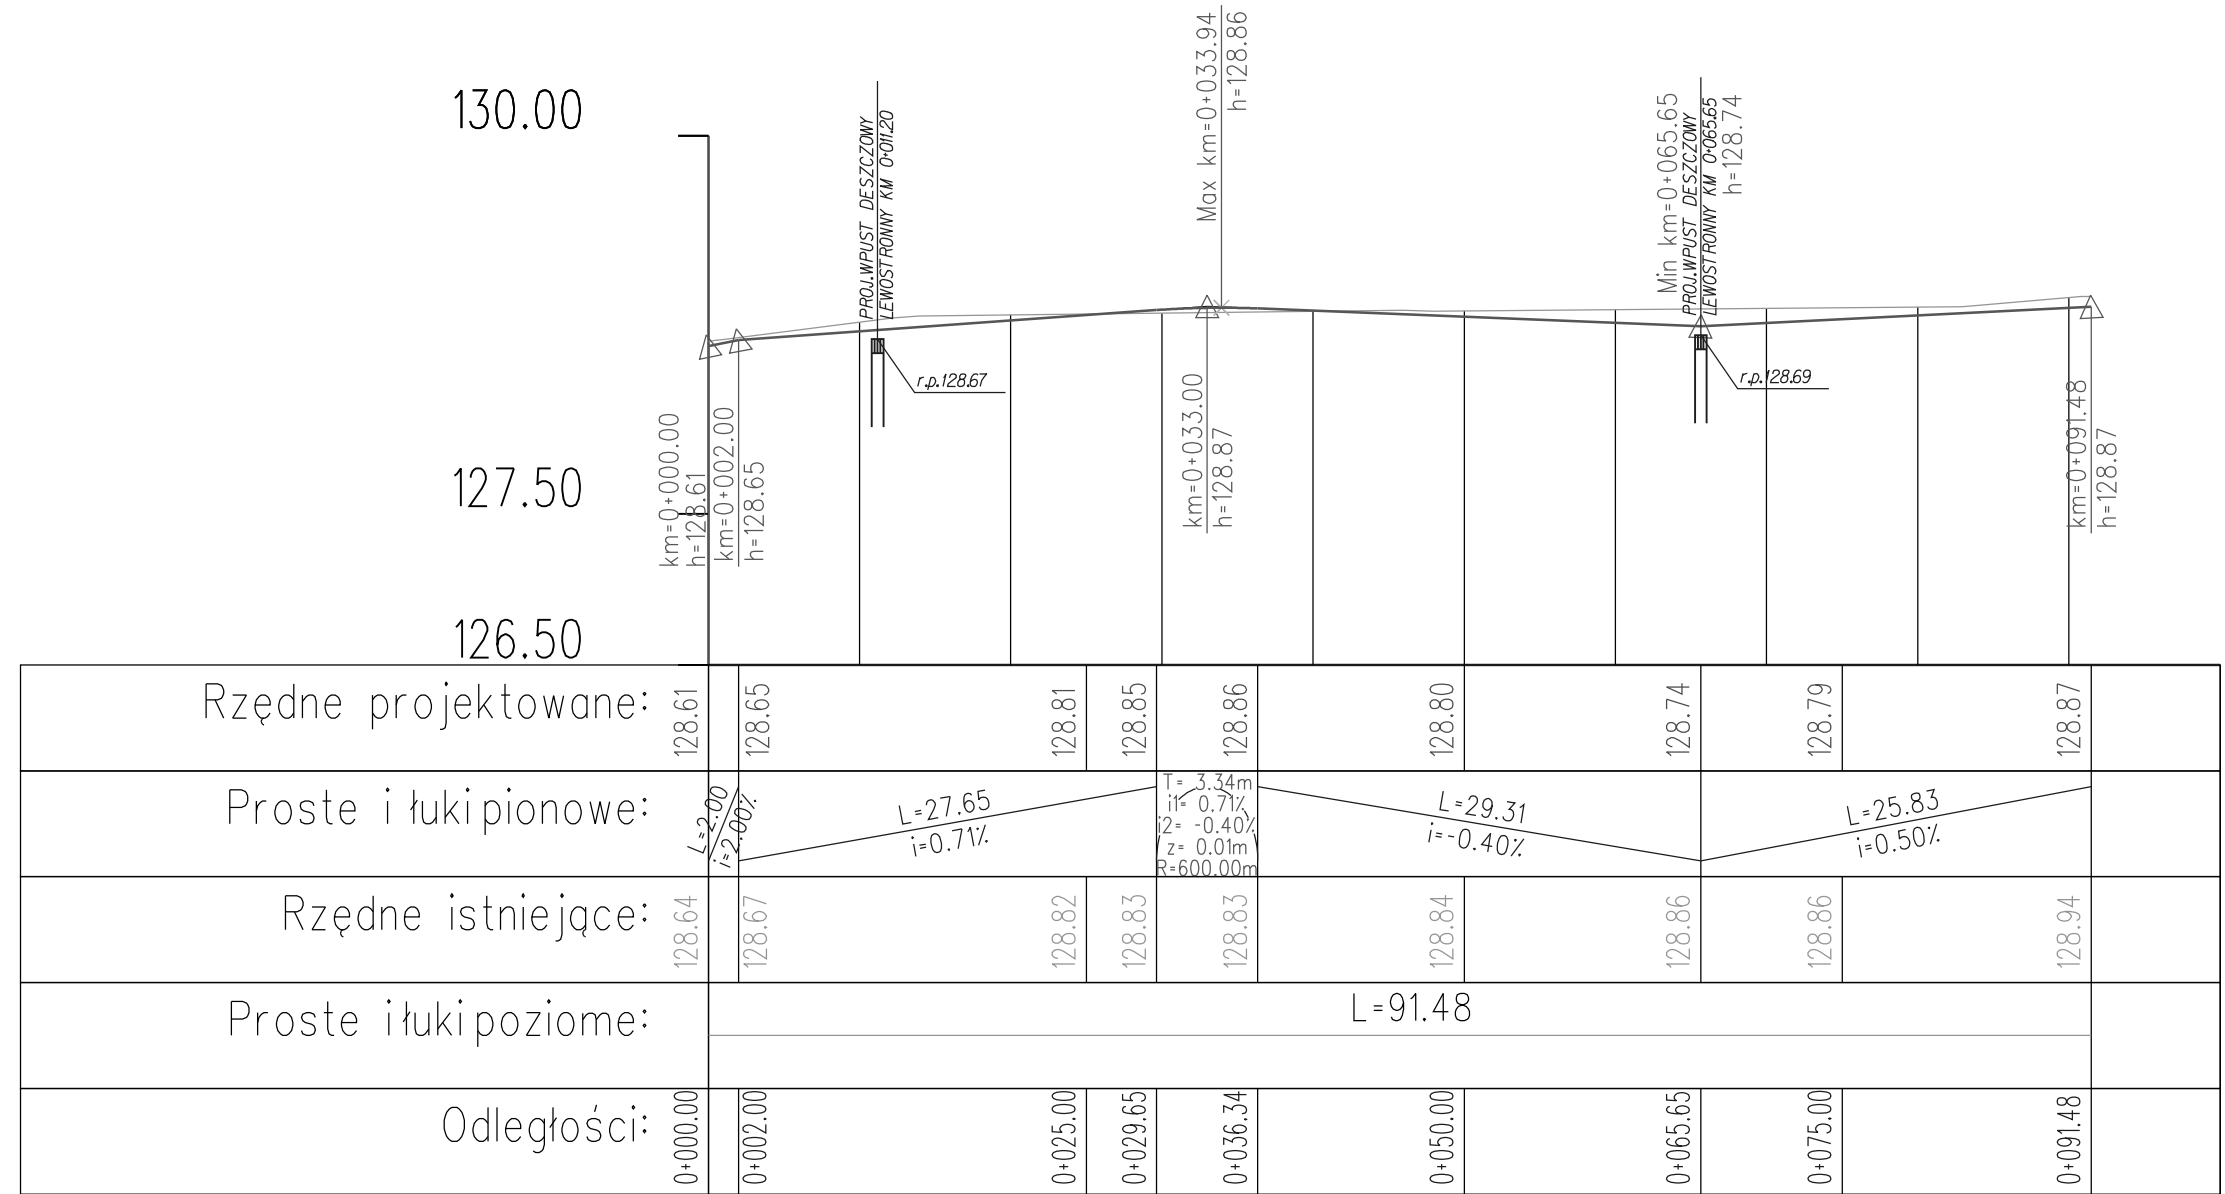 130.00
127.50
126.50
PROJ.WPUST DESZCZOWY
LEWOSTRONNY KM 0+011.20
Max km=0+033.94
h=128.86
Min km=0+065.65
PROJ.WPUST DESZCZOWY
LEWOSTRONNY KM 0+065.65
h=128.74
r.p.128.67
r.p.128.69
km=0+000.00
h=128.61
km=0+002.00
h=128.65
km=0+033.00
h=128.87
km=0+091.48
h=128.87
Rzędne projektowane: 128.61 128.65 128.81 128.85 128.86 128.80 128.74 128.79 128.87
Proste i łuki pionowe:
L=2.00
i=2.00%
L=27.65
i=0.71%
T= 3.34m
i1= 0.71%
i2= -0.40%
z= 0.01m
R=600.00m
L=29.31
i=-0.40%
L=25.83
i=0.50%
Rzędne istniejące: 128.64 128.67 128.82 128.83 128.83 128.84 128.86 128.86 128.94
Proste i łuki poziome:
L=91.48
Odległości: 0+000.00 0+002.00 0+025.00 0+029.65 0+036.34 0+050.00 0+065.65 0+075.00 0+091.48